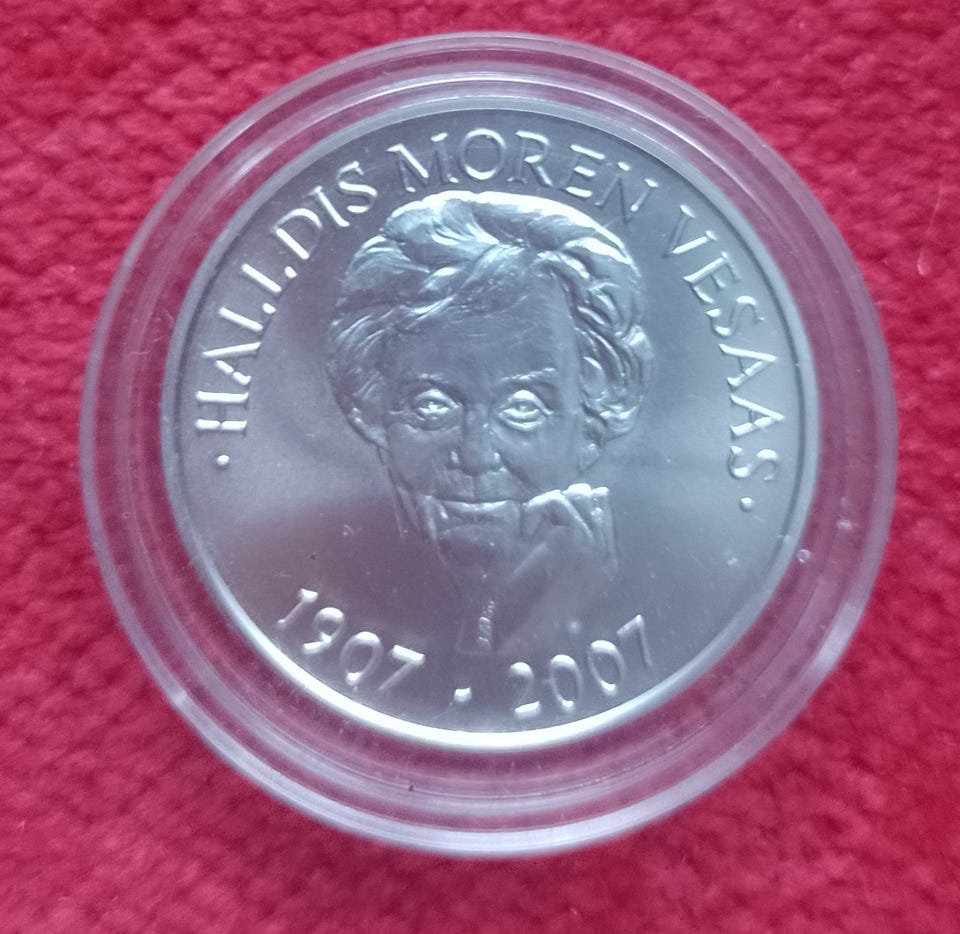 · HALLDIS MOREN VESAAS ·
1907 · 2007